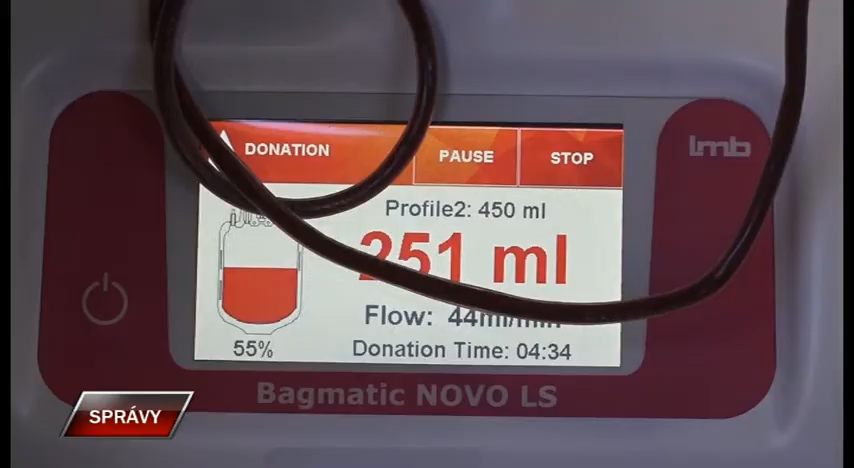 DONATION
PAUSE
STOP
lmb
Profile2: 450 ml
251 ml
Flow: 44ml/min
55%
Donation Time: 04:34
Bagmatic NOVO LS
SPRÁVY